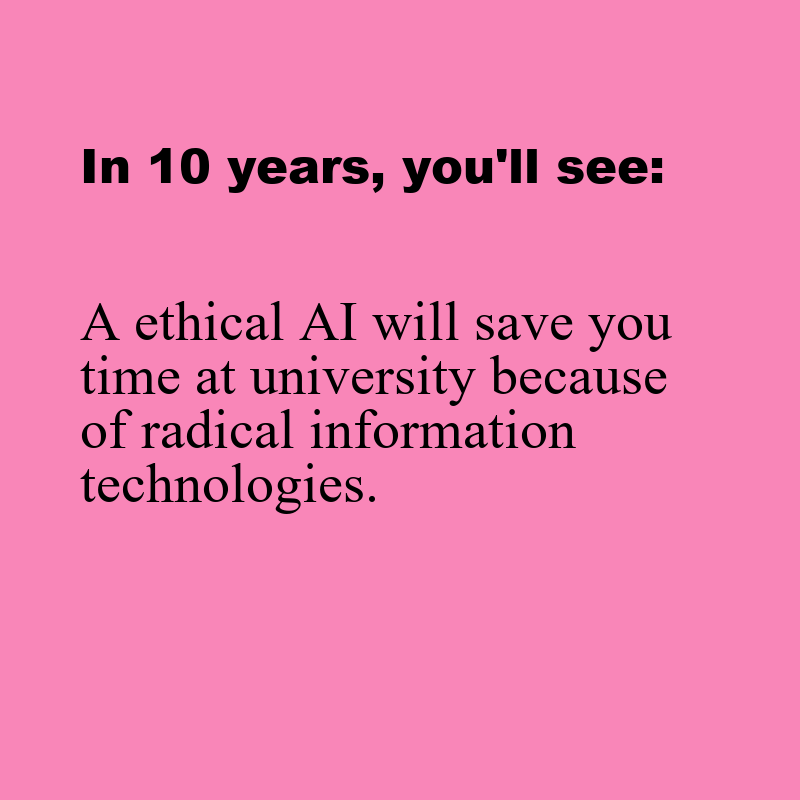 In 10 years, you'll see:
A ethical AI will save you
time at university because
of radical information
technologies.